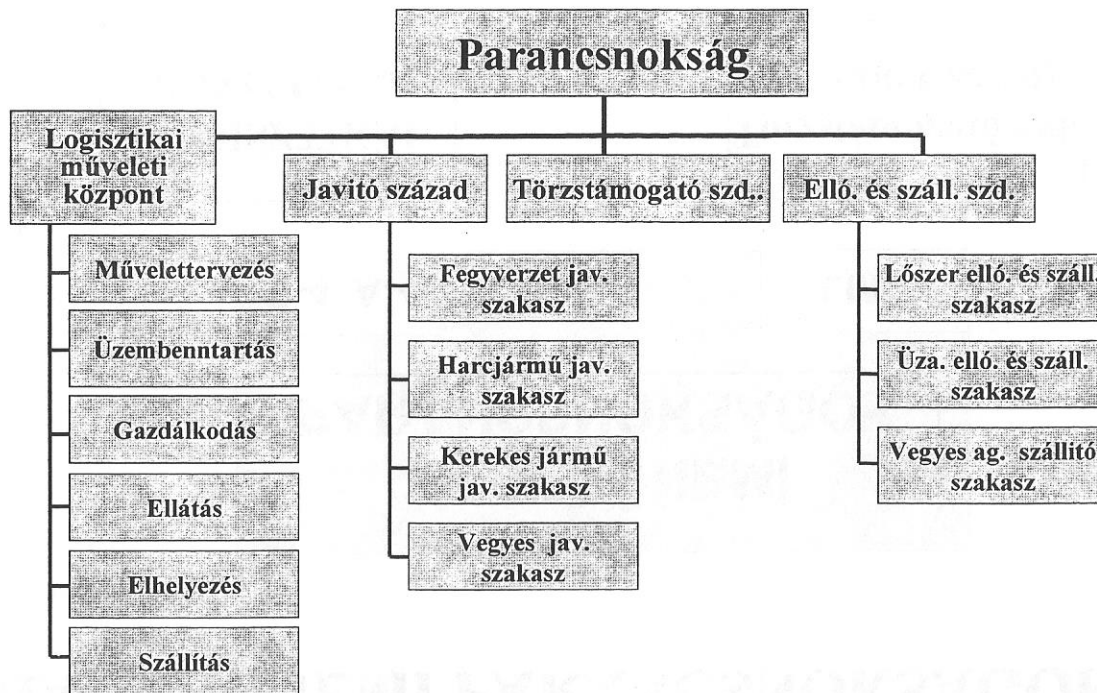 Parancsnokság
Logisztikai
műveleti
központ
Javitó század
Törzstámogató szd..
Elló. és száll. szd.
Művelettervezés
Üzembenntartás
Gazdálkodás
Ellátás
Elhelyezés
Szállítás
Fegyverzet jav.
szakasz
Harcjármű jav.
szakasz
Kerekes jármű
jav. szakasz
Vegyes jav.
szakasz
Lőszer elló. és száll.
szakasz
Üza. elló. és száll.
szakasz
Vegyes ag. szállitó
szakasz